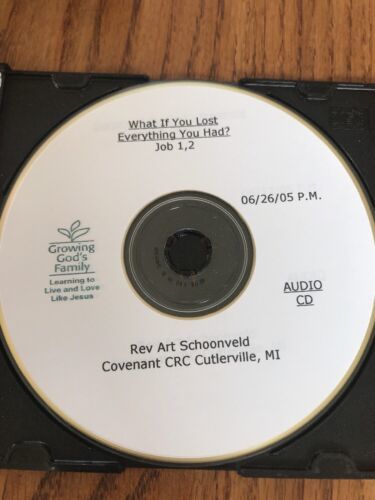 What If You Lost
Everything You Had?
Job 1,2
06/26/05 P.M.
Growing
God's
Family
Learning to
Live and Love
Like Jesus
AUDIO
CD
Rev Art Schoonveld
Covenant CRC Cutlerville, MI